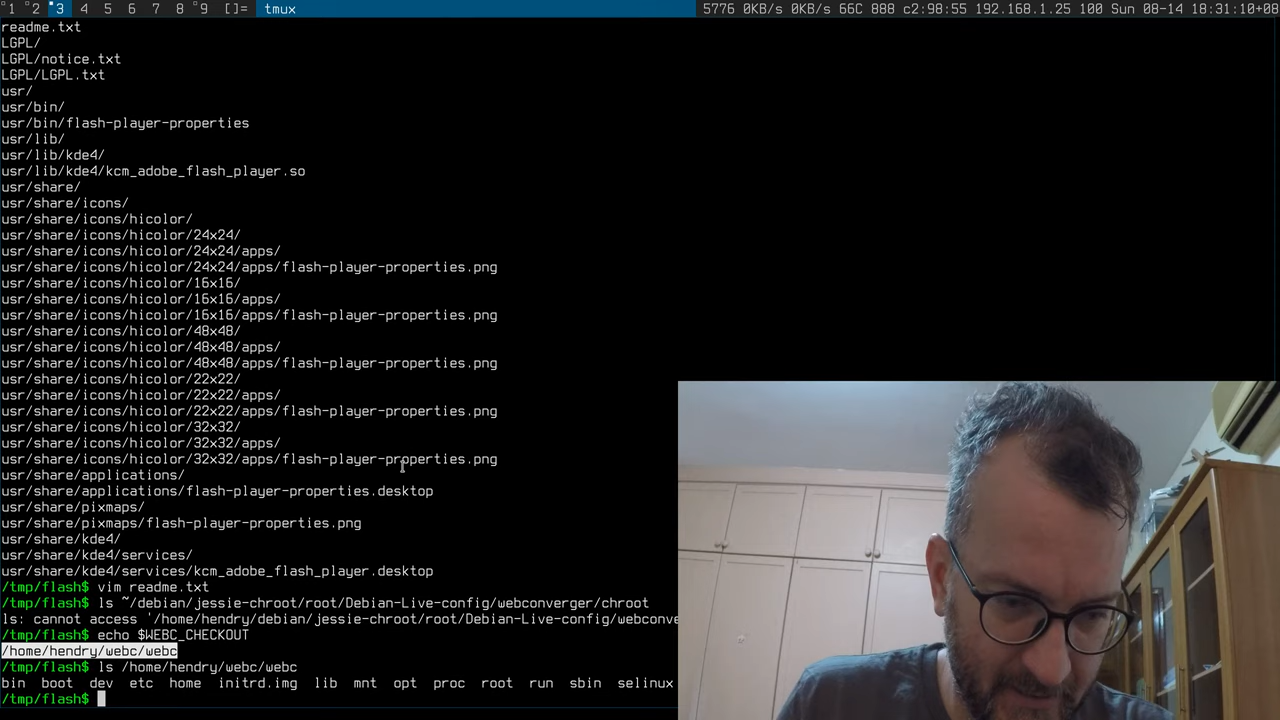 1 2 3 4 5 6 7 8 9 []= tmux 5776 0KB/s 0KB/s 66C 888 c2:98:55 192.168.1.25 100 Sun 08-14 18:31:10+08
readme.txt
LGPL/
LGPL/notice.txt
LGPL/LGPL.txt
usr/
usr/bin/
usr/bin/flash-player-properties
usr/lib/
usr/lib/kde4/
usr/lib/kde4/kcm_adobe_flash_player.so
usr/share/
usr/share/icons/
usr/share/icons/hicolor/
usr/share/icons/hicolor/24x24/
usr/share/icons/hicolor/24x24/apps/
usr/share/icons/hicolor/24x24/apps/flash-player-properties.png
usr/share/icons/hicolor/16x16/
usr/share/icons/hicolor/16x16/apps/
usr/share/icons/hicolor/16x16/apps/flash-player-properties.png
usr/share/icons/hicolor/48x48/
usr/share/icons/hicolor/48x48/apps/
usr/share/icons/hicolor/48x48/apps/flash-player-properties.png
usr/share/icons/hicolor/22x22/
usr/share/icons/hicolor/22x22/apps/
usr/share/icons/hicolor/22x22/apps/flash-player-properties.png
usr/share/icons/hicolor/32x32/
usr/share/icons/hicolor/32x32/apps/
usr/share/icons/hicolor/32x32/apps/flash-player-properties.png
usr/share/applications/
usr/share/applications/flash-player-properties.desktop
usr/share/pixmaps/
usr/share/pixmaps/flash-player-properties.png
usr/share/kde4/
usr/share/kde4/services/
usr/share/kde4/services/kcm_adobe_flash_player.desktop
/tmp/flash$ vim readme.txt
/tmp/flash$ ls ~/debian/jessie-chroot/root/Debian-Live-config/webconverger/chroot
ls: cannot access '/home/hendry/debian/jessie-chroot/root/Debian-Live-config/webconve
/tmp/flash$ echo $WEBC_CHECKOUT
/home/hendry/webc/webc
/tmp/flash$ ls /home/hendry/webc/webc
bin boot dev etc home initrd.img lib mnt opt proc root run sbin selinux
/tmp/flash$